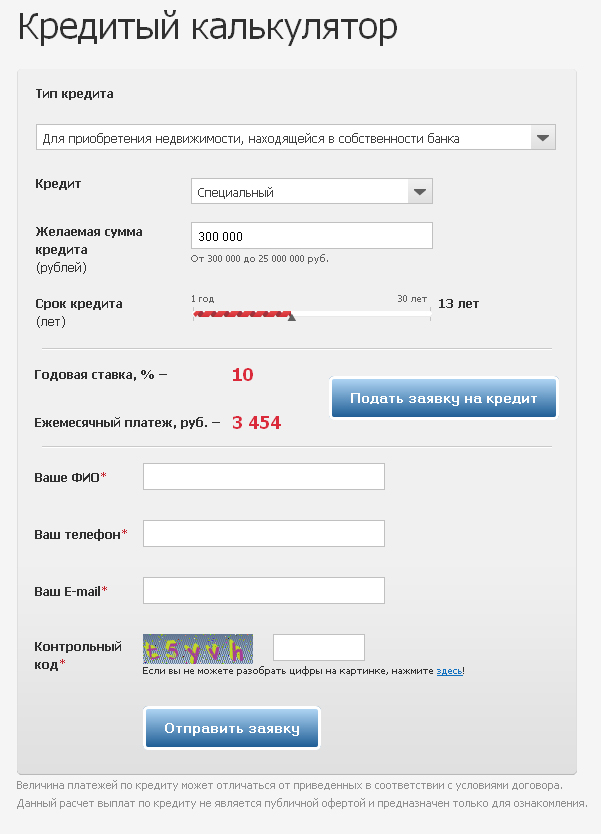 Кредитый калькулятор
Тип кредита
Для приобретения недвижимости, находящейся в собственности банка
Кредит
Специальный
Желаемая сумма
кредита
(рублей)
300 000
От 300 000 до 25 000 000 руб.
Срок кредита
(лет)
1 год
30 лет
13 лет
Годовая ставка, % –
10
Подать заявку на кредит
Ежемесячный платеж, руб. –
3 454
Ваше ФИО*
Ваш телефон*
Ваш E-mail*
Контрольный
код*
t5yvh
Если вы не можете разобрать цифры на картинке, нажмите здесь!
Отправить заявку
Величина платежей по кредиту может отличаться от приведенных в соответствии с условиями договора.
Данный расчет выплат по кредиту не является публичной офертой и предназначен только для ознакомления.